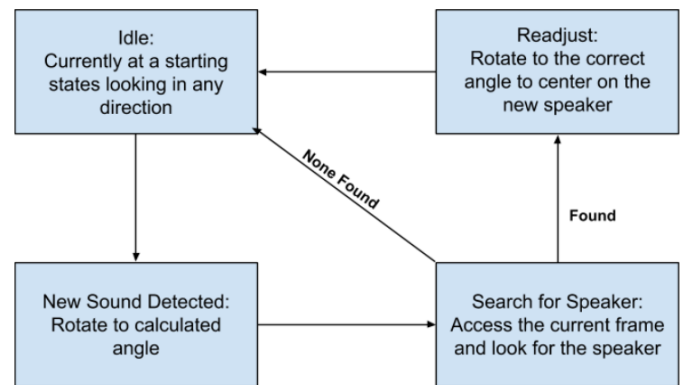 Idle:
Currently at a starting
states looking in any
direction
Readjust:
Rotate to the correct
angle to center on the
new speaker
None Found
Found
New Sound Detected:
Rotate to calculated
angle
Search for Speaker:
Access the current frame
and look for the speaker